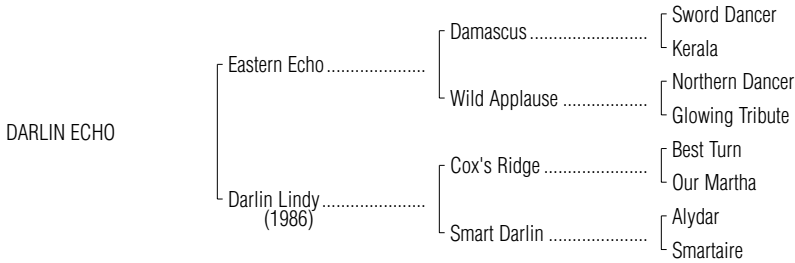 Sword Dancer
Damascus ..........................
Kerala
Eastern Echo .....................
Northern Dancer
Wild Applause ...................
Glowing Tribute
DARLIN ECHO
Best Turn
Cox's Ridge .......................
Our Martha
Darlin Lindy .......................
(1986)
Alydar
Smart Darlin ......................
Smartaire